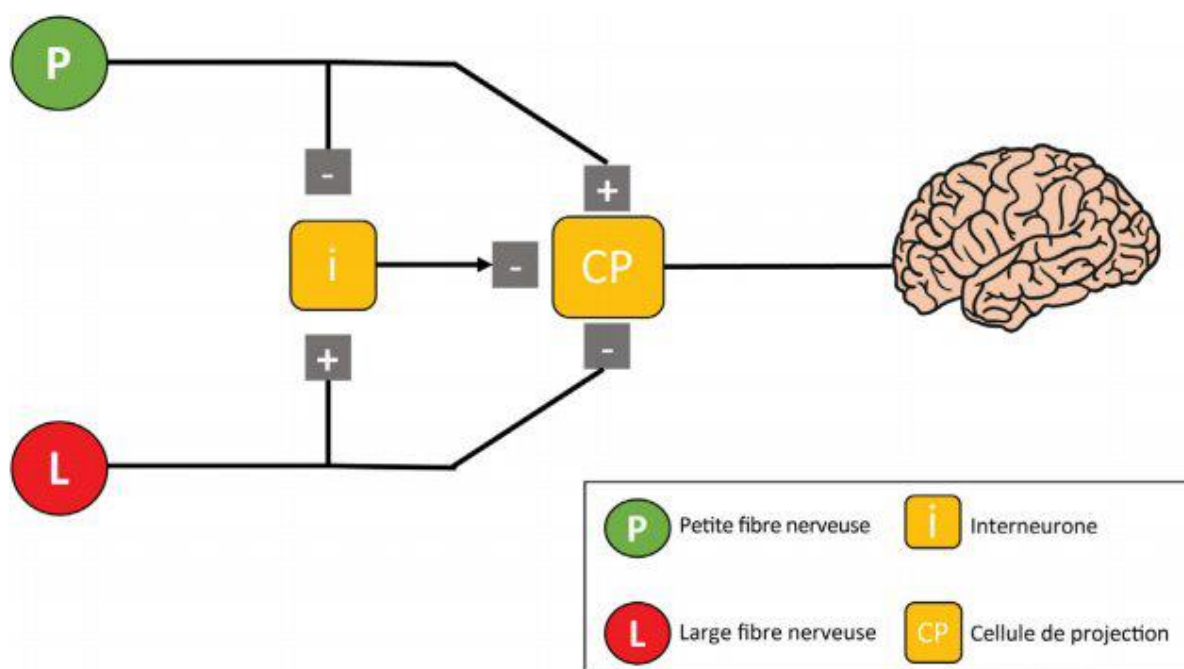 P
-
+
i
-
CP
+
-
L
P Petite fibre nerveuse
i Interneurone
L Large fibre nerveuse
CP Cellule de projection